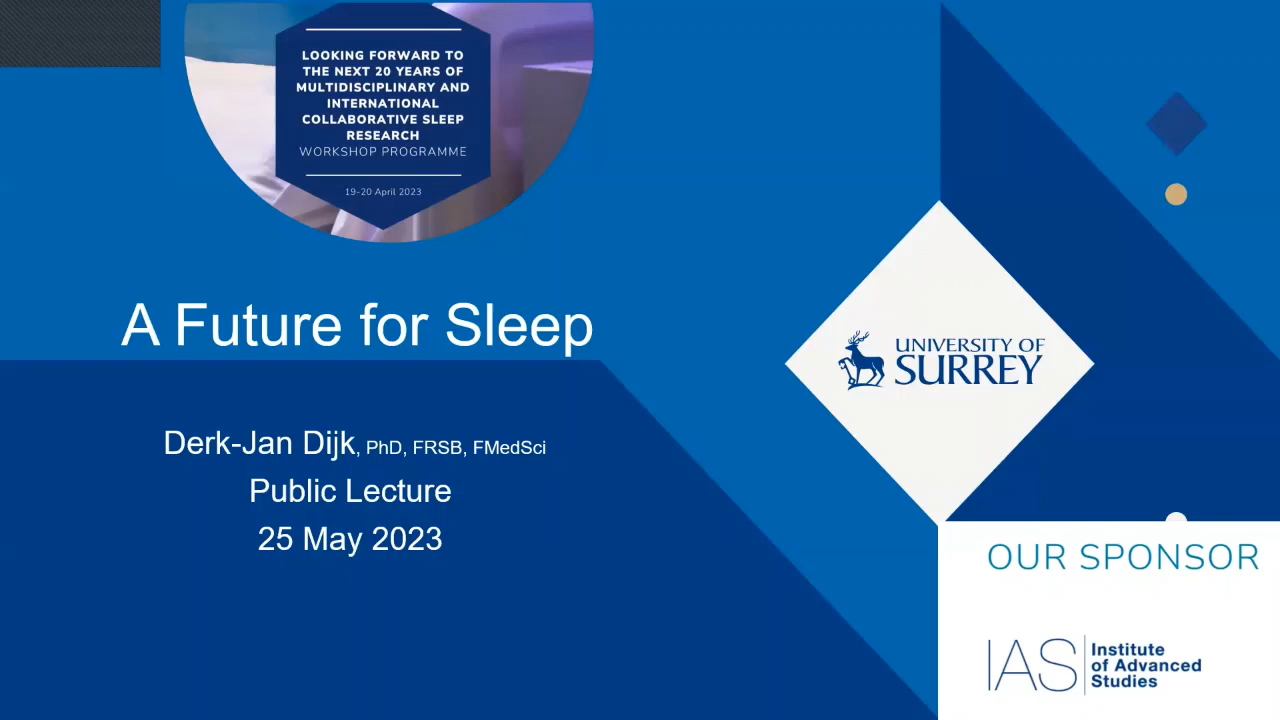 LOOKING FORWARD TO
THE NEXT 20 YEARS OF
MULTIDISCIPLINARY AND
INTERNATIONAL
COLLABORATIVE SLEEP
RESEARCH
WORKSHOP PROGRAMME
19-20 April 2023
A Future for Sleep
Derk-Jan Dijk, PhD, FRSB, FMedSci
Public Lecture
25 May 2023
UNIVERSITY OF
SURREY
OUR SPONSOR
IAS
Institute
of Advanced
Studies